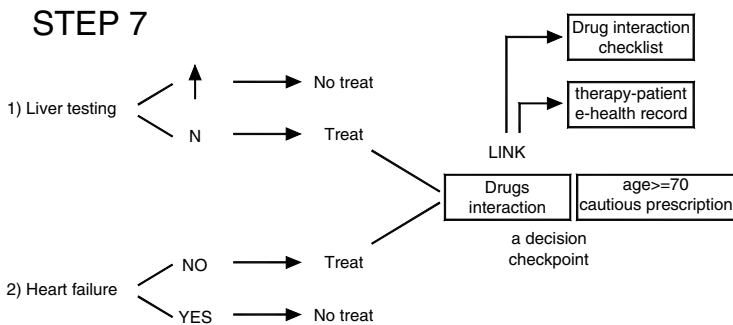 STEP 7
Drug interaction
checklist
therapy-patient
e-health record
LINK
1) Liver testing
No treat
N
Treat
Drugs
interaction
age>=70
cautious prescription
a decision
checkpoint
2) Heart failure
NO
Treat
YES
No treat